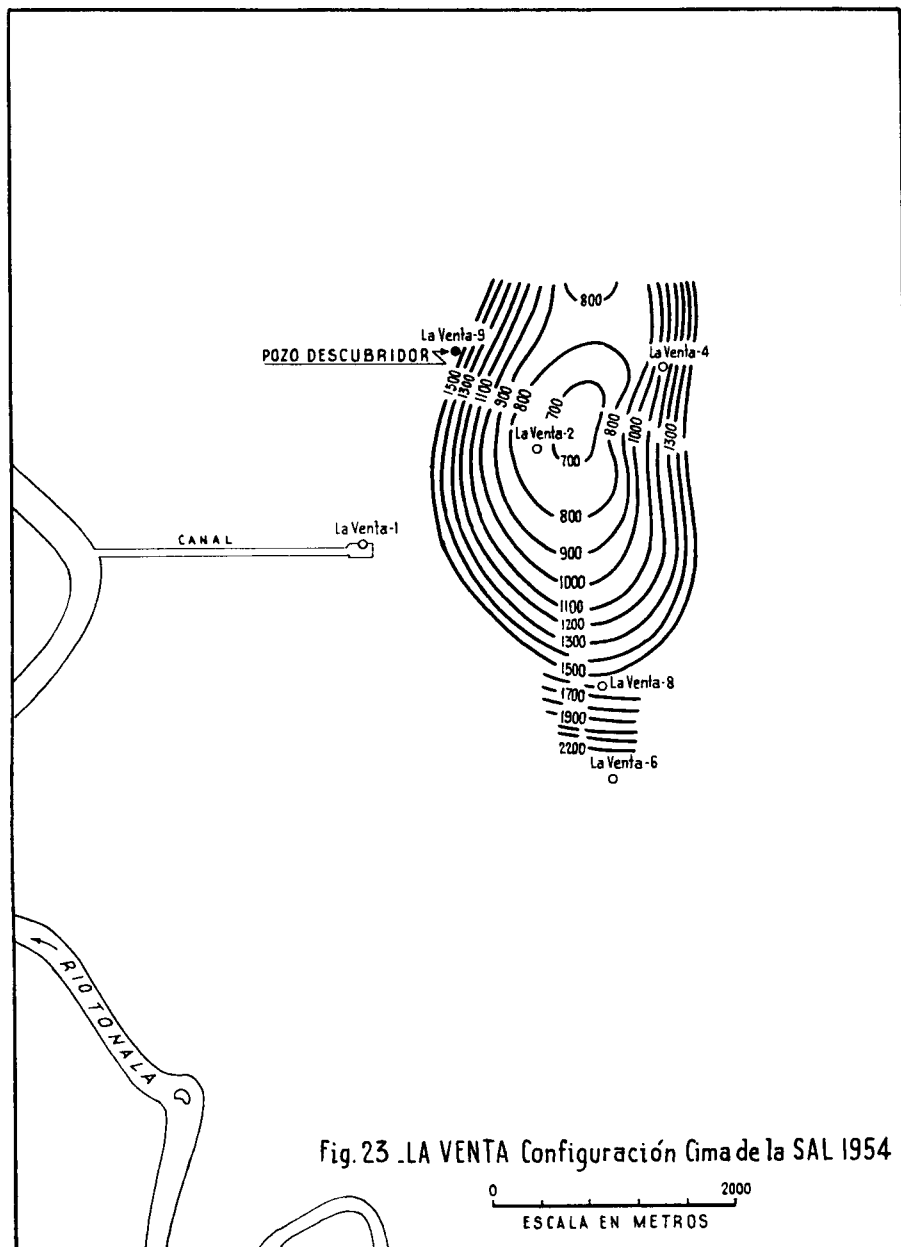 800
La Venta-9
POZO DESCUBRIDOR
La Venta-4
1500
1300
1100
900
800
700
800
1000
1300
La Venta-2
700
800
La Venta-1
CANAL
900
1000
1100
1200
1300
1500
La Venta-8
1700
1900
2200
La Venta-6
RIO TONALA
Fig. 23 _LA VENTA Configuración Cima de la SAL 1954
0 2000
ESCALA EN METROS